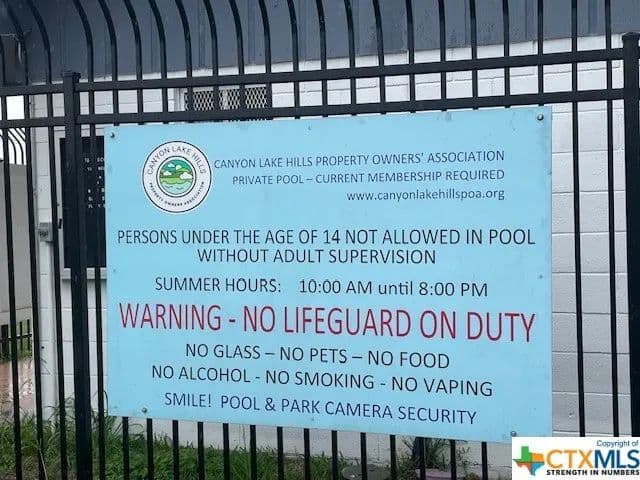 CANYON LAKE HILLS
PROPERTY OWNERS ASSOCIATION
CANYON LAKE HILLS PROPERTY OWNERS' ASSOCIATION
PRIVATE POOL – CURRENT MEMBERSHIP REQUIRED
www.canyonlakehillspoa.org
PERSONS UNDER THE AGE OF 14 NOT ALLOWED IN POOL
WITHOUT ADULT SUPERVISION
SUMMER HOURS: 10:00 AM until 8:00 PM
WARNING - NO LIFEGUARD ON DUTY
NO GLASS – NO PETS – NO FOOD
NO ALCOHOL - NO SMOKING - NO VAPING
SMILE! POOL & PARK CAMERA SECURITY
Copyright of
CTXMLS
STRENGTH IN NUMBERS